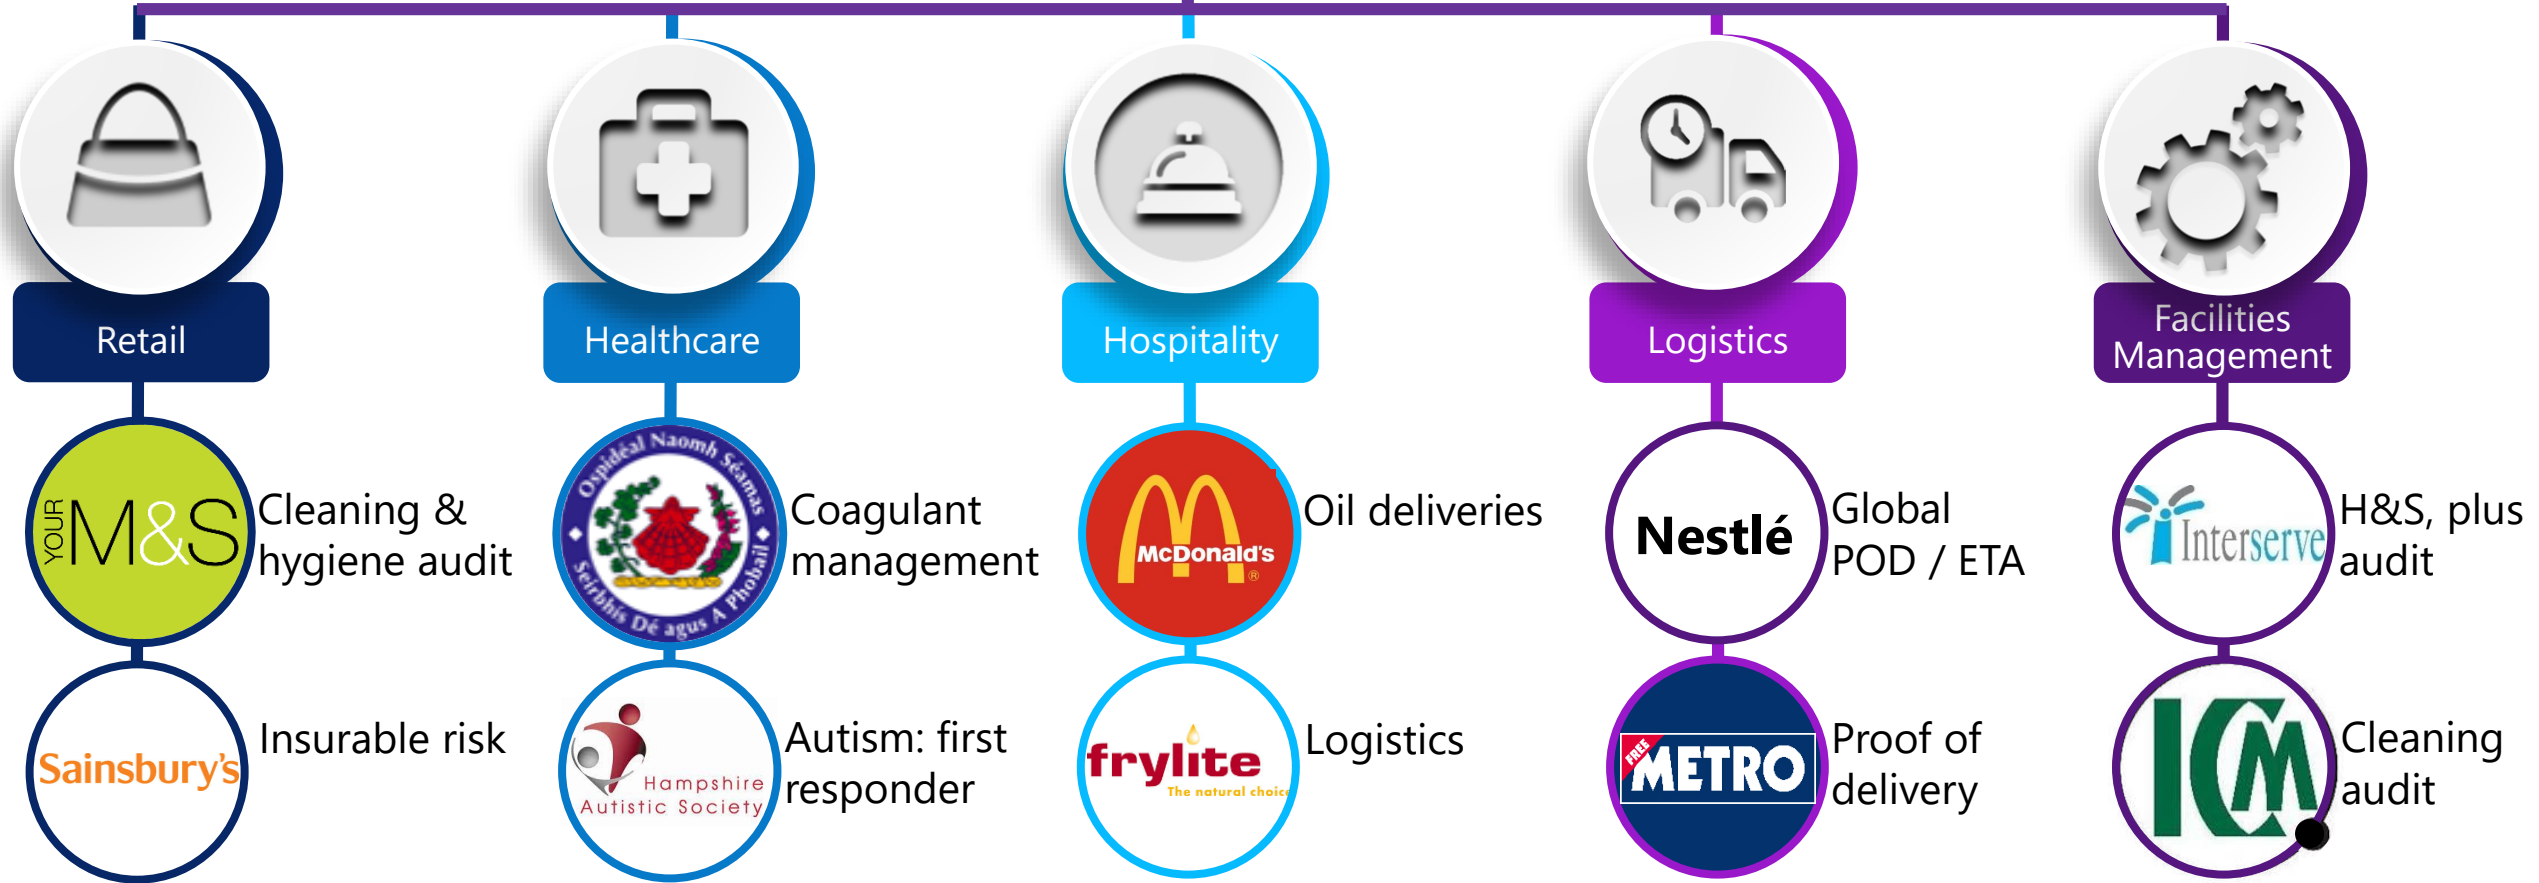 Retail
Healthcare
Hospitality
Logistics
Facilities
Management
YOUR
M&S
Cleaning &
hygiene audit
Ospidéal Naomh Séamas
Seirbhís Dé agus A Phobail
Coagulant
management
McDonald's
®
Oil deliveries
Nestlé
Global
POD / ETA
Interserve
H&S, plus
audit
Sainsbury's
Insurable risk
Hampshire
Autistic Society
Autism: first
responder
frylite
The natural choice
Logistics
FREE
METRO
Proof of
delivery
ICM
Cleaning
audit